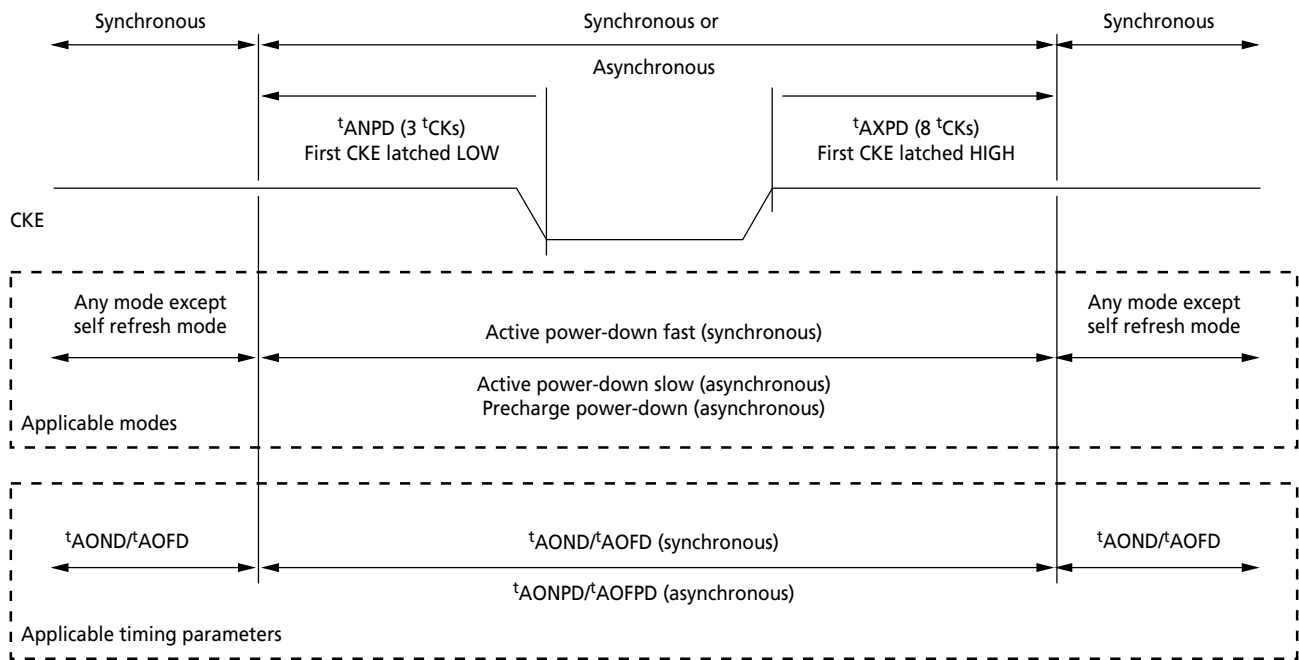 Synchronous
Synchronous or
Synchronous
Asynchronous
tANPD (3 tCKs)
First CKE latched LOW
tAXPD (8 tCKs)
First CKE latched HIGH
CKE
Any mode except
self refresh mode
Active power-down fast (synchronous)
Active power-down slow (asynchronous)
Precharge power-down (asynchronous)
Any mode except
self refresh mode
Applicable modes
tAOND/tAOFD
tAOND/tAOFD (synchronous)
tAONPD/tAOFPD (asynchronous)
tAOND/tAOFD
Applicable timing parameters